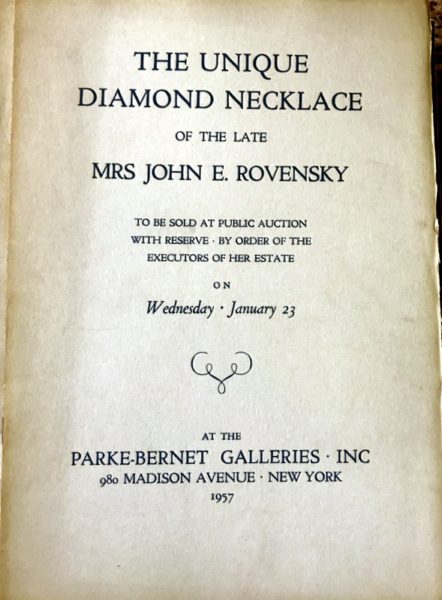 THE UNIQUE
DIAMOND NECKLACE
OF THE LATE
MRS JOHN E. ROVENSKY
TO BE SOLD AT PUBLIC AUCTION
WITH RESERVE · BY ORDER OF THE
EXECUTORS OF HER ESTATE
ON
Wednesday · January 23
AT THE
PARKE-BERNET GALLERIES · INC
980 MADISON AVENUE · NEW YORK
1957